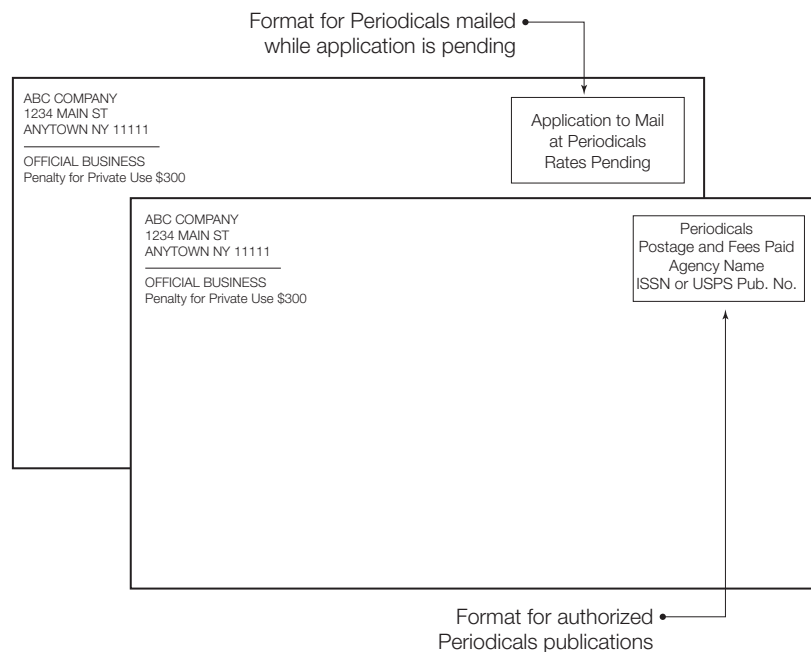 Format for Periodicals mailed
while application is pending
ABC COMPANY
1234 MAIN ST
ANYTOWN NY 11111
OFFICIAL BUSINESS
Penalty for Private Use $300
Application to Mail
at Periodicals
Rates Pending
ABC COMPANY
1234 MAIN ST
ANYTOWN NY 11111
OFFICIAL BUSINESS
Penalty for Private Use $300
Periodicals
Postage and Fees Paid
Agency Name
ISSN or USPS Pub. No.
Format for authorized
Periodicals publications